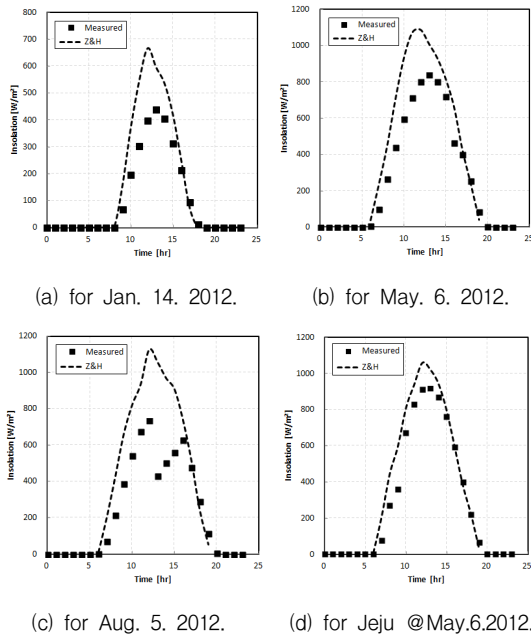 800
700
600
500
400
300
200
100
0
Insolation [W/m²]
Measured
Z&H
0 5 10 15 20 25
Time [hr]
(a) for Jan. 14. 2012.
1200
1000
800
600
400
200
0
Insolation [W/m²]
Measured
Z&H
0 5 10 15 20 25
Time [hr]
(b) for May. 6. 2012.
1200
1000
800
600
400
200
0
Insolation [W/m²]
Measured
Z&H
0 5 10 15 20 25
Time [hr]
(c) for Aug. 5. 2012.
1200
1000
800
600
400
200
0
Insolation [W/m²]
Measured
Z&H
0 5 10 15 20 25
Time [hr]
(d) for Jeju @May.6.2012.